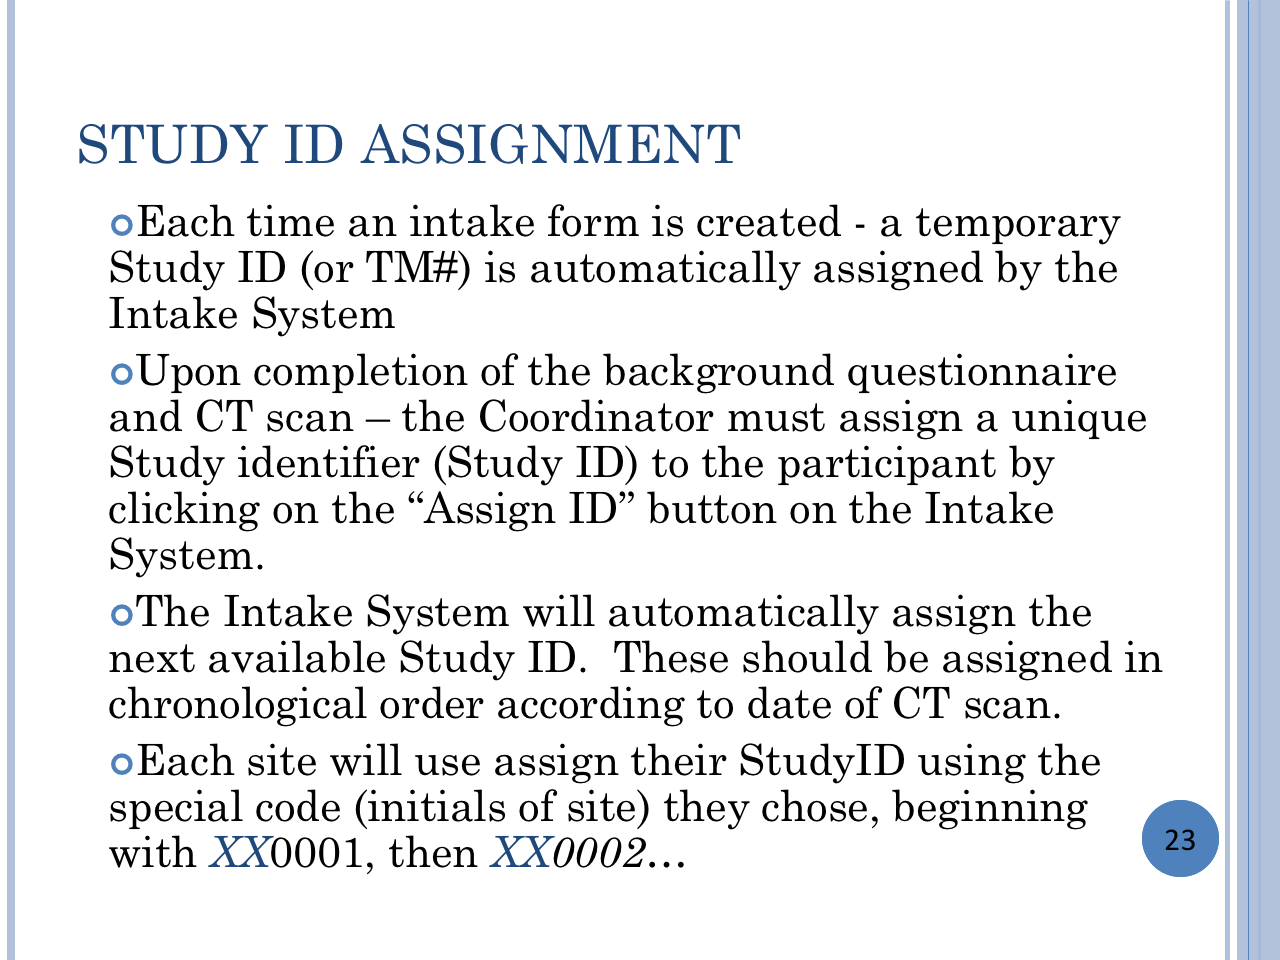 STUDY ID ASSIGNMENT
Each time an intake form is created - a temporary
Study ID (or TM#) is automatically assigned by the
Intake System
Upon completion of the background questionnaire
and CT scan – the Coordinator must assign a unique
Study identifier (Study ID) to the participant by
clicking on the “Assign ID” button on the Intake
System.
The Intake System will automatically assign the
next available Study ID.  These should be assigned in
chronological order according to date of CT scan.
Each site will use assign their StudyID using the
special code (initials of site) they chose, beginning
with XX0001, then XX0002…
23